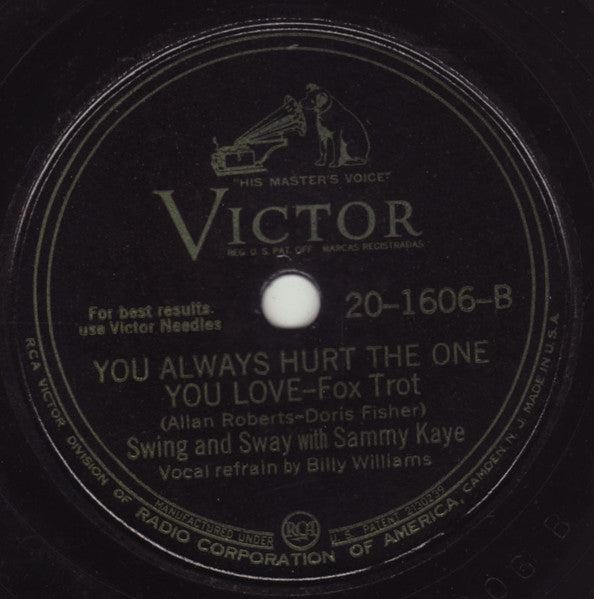 "HIS MASTER'S VOICE"
VICTOR
REG. U.S. PAT. OFF. MARCAS REGISTRADAS
For best results
use Victor Needles
20-1606-B
YOU ALWAYS HURT THE ONE
YOU LOVE-Fox Trot
(Allan Roberts-Doris Fisher)
Swing and Sway with Sammy Kaye
Vocal refrain by Billy Williams
MANUFACTURED UNDER RCA U.S. PATENT 2130239
RCA VICTOR DIVISION OF RADIO CORPORATION OF AMERICA, CAMDEN, N.J. MADE IN U.S.A.